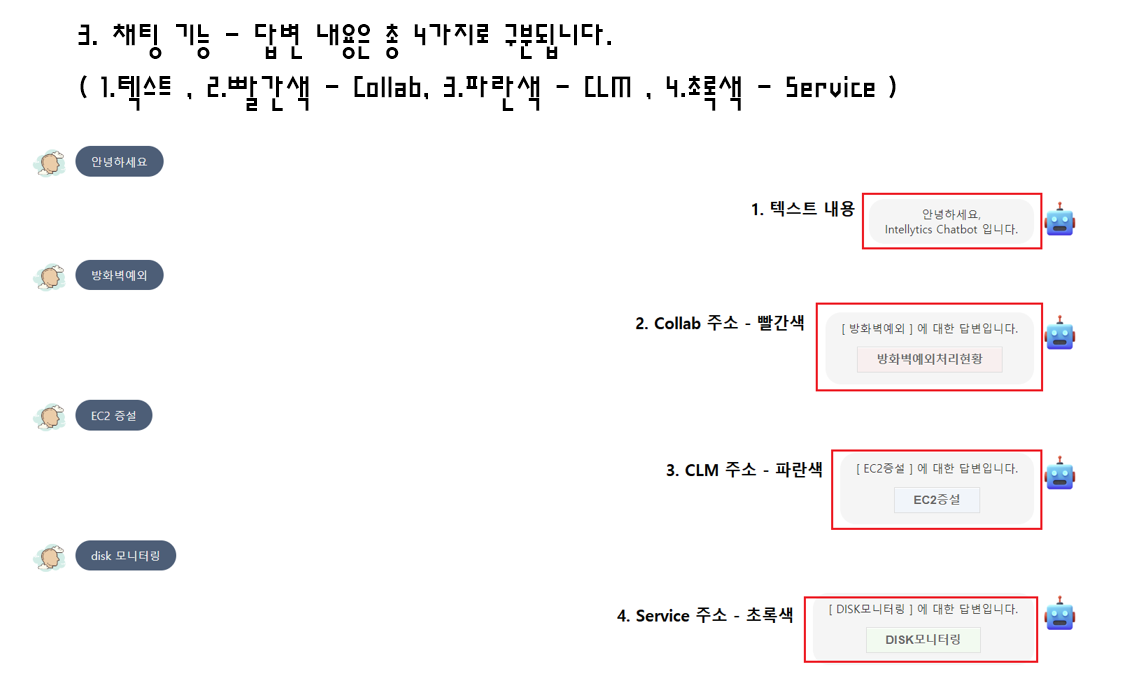 3. 채팅 기능 - 답변 내용은 총 4가지로 구분됩니다.
( 1.텍스트 , 2.빨간색 - Collab, 3.파란색 - CLM , 4.초록색 - Service )
안녕하세요
1. 텍스트 내용
안녕하세요,
Intellytics Chatbot 입니다.
방화벽예외
2. Collab 주소 - 빨간색
[ 방화벽예외 ] 에 대한 답변입니다.
방화벽예외처리현황
EC2 증설
3. CLM 주소 - 파란색
[ EC2증설 ] 에 대한 답변입니다.
EC2증설
disk 모니터링
4. Service 주소 - 초록색
[ DISK모니터링 ] 에 대한 답변입니다.
DISK모니터링